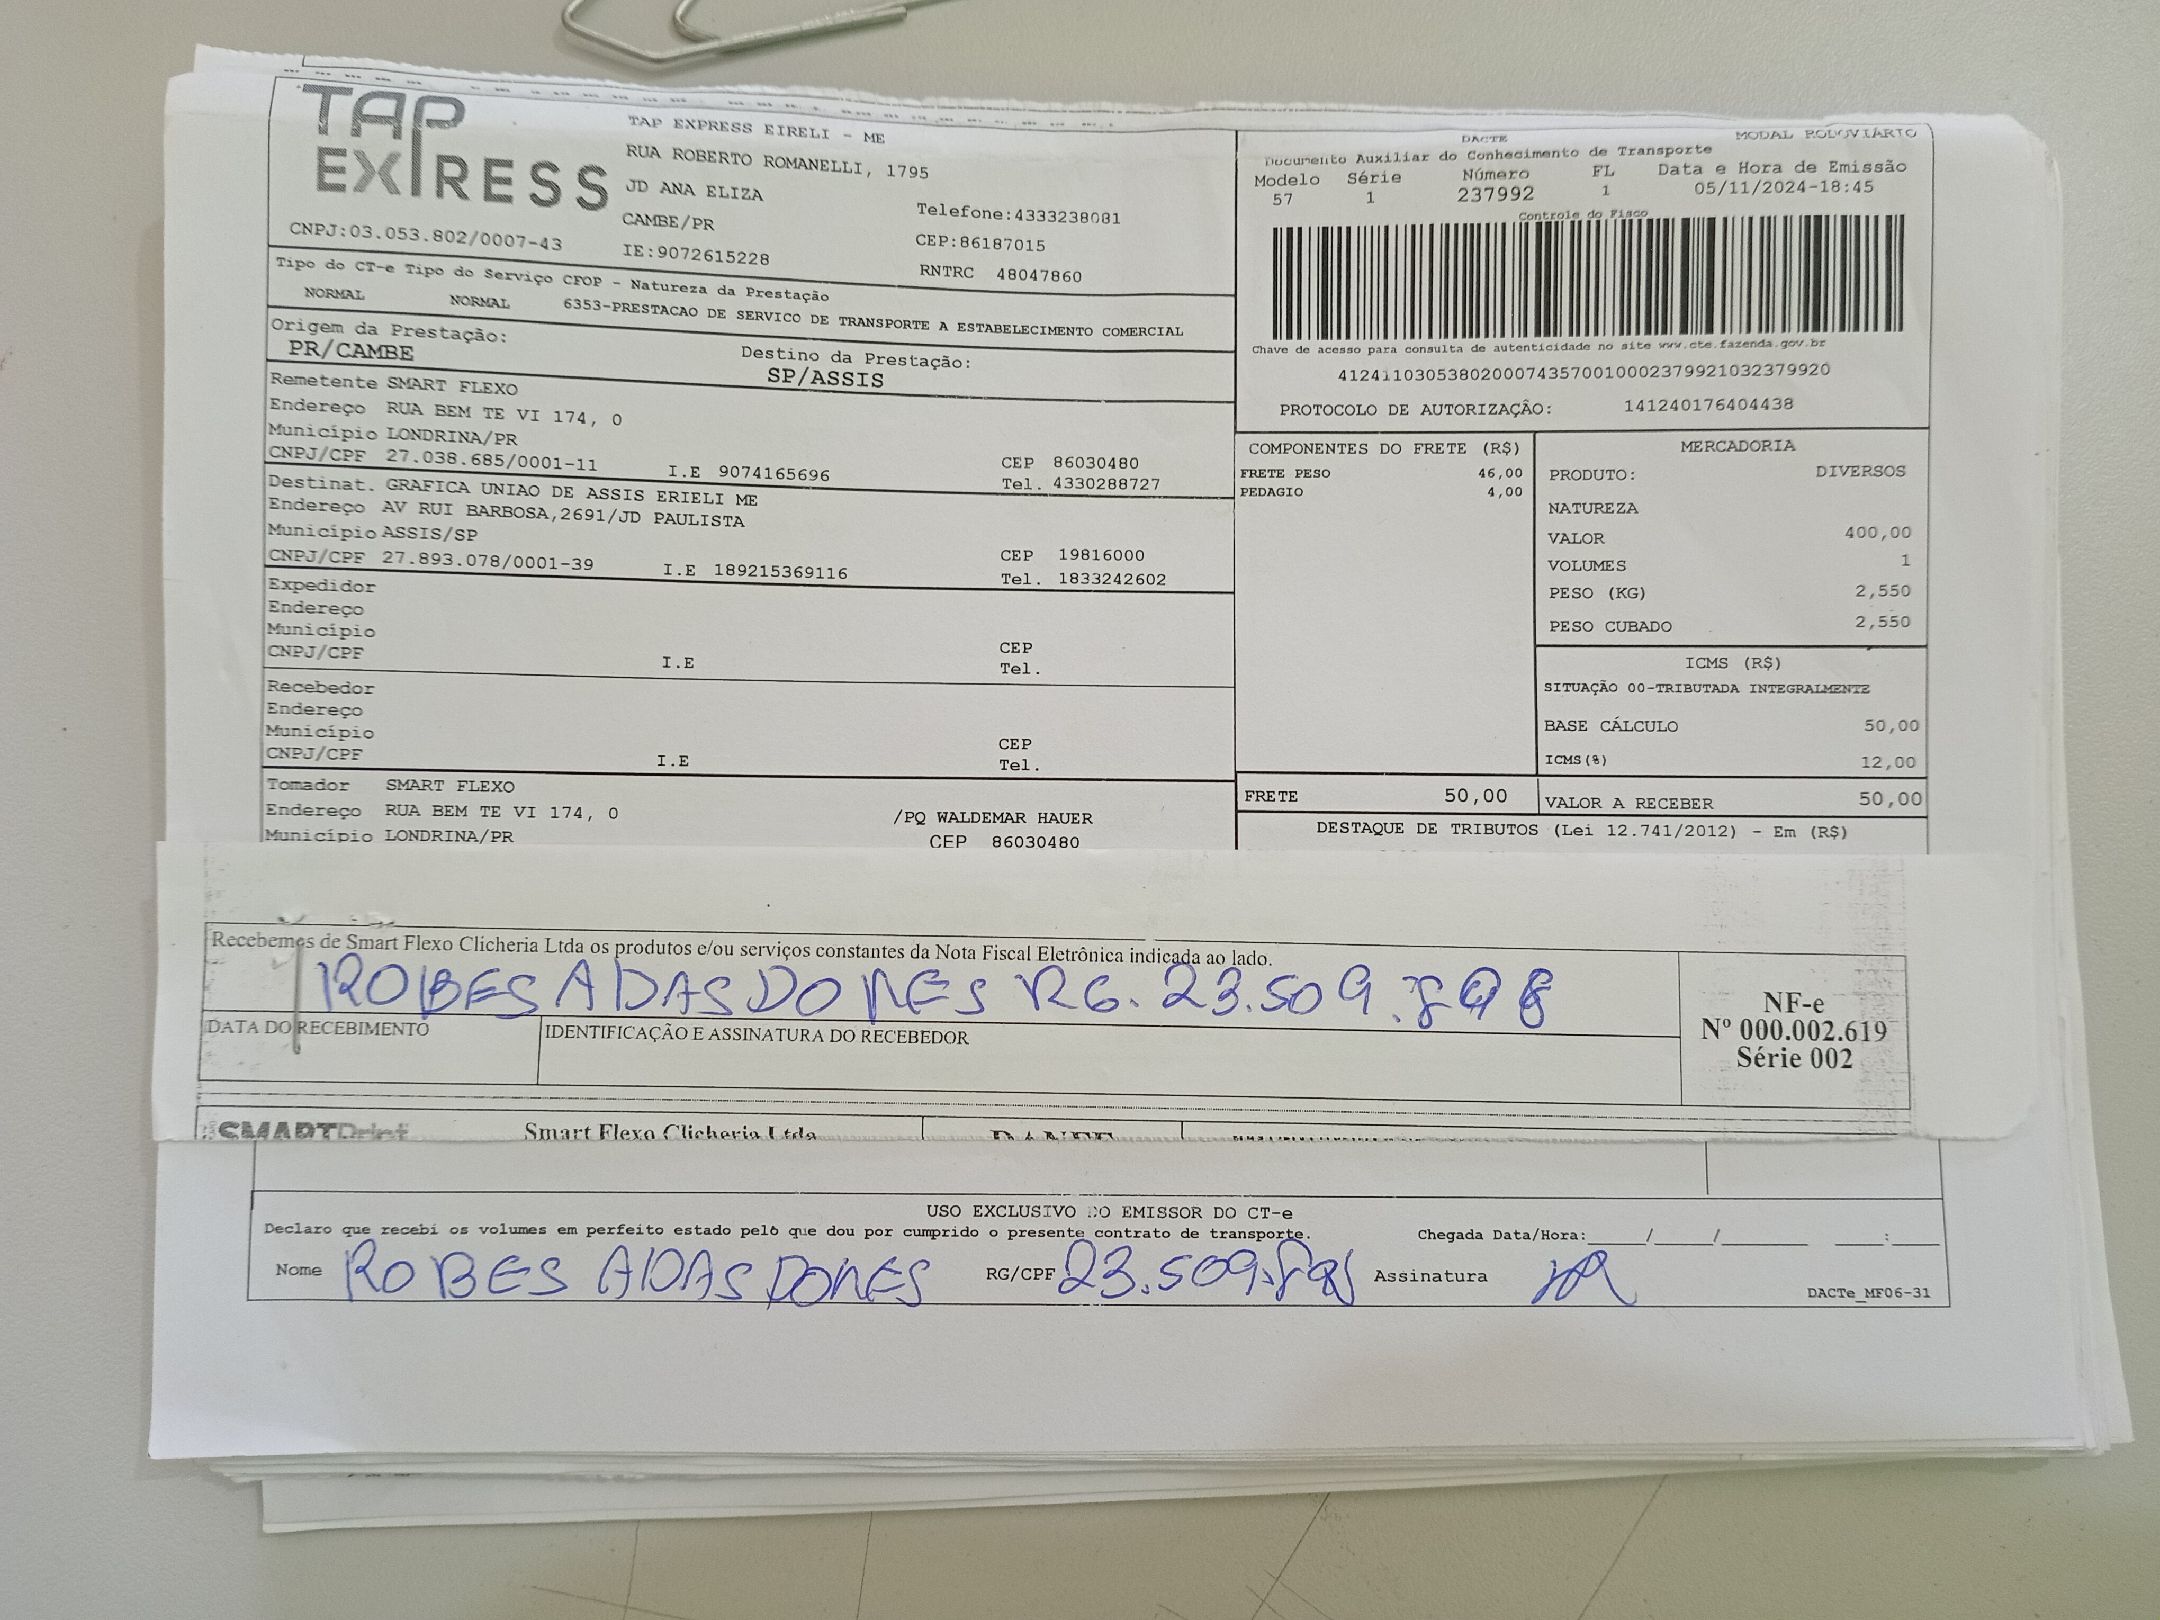 TAP EXPRESS
TAP EXPRESS EIRELI - ME
RUA ROBERTO ROMANELLI, 1795
JD ANA ELIZA
CAMBE/PR
Telefone:4333238081
CEP:86187015
CNPJ:03.053.802/0007-43
IE:9072615228
RNTRC 48047860
Tipo do CT-e Tipo do Serviço CFOP - Natureza da Prestação
NORMAL NORMAL 6353-PRESTACAO DE SERVICO DE TRANSPORTE A ESTABELECIMENTO COMERCIAL
Origem da Prestação:
PR/CAMBE
Destino da Prestação:
SP/ASSIS
DACTE
MODAL RODOVIÁRIO
Documento Auxiliar do Conhecimento de Transporte
Modelo Série Número FL Data e Hora de Emissão
57 1 237992 1 05/11/2024-18:45
Controle do Fisco
Chave de acesso para consulta de autenticidade no site www.cte.fazenda.gov.br
41241103053802000743570010002379921032379920
PROTOCOLO DE AUTORIZAÇÃO: 141240176404438
Remetente SMART FLEXO
Endereço RUA BEM TE VI 174, 0
Município LONDRINA/PR
CNPJ/CPF 27.038.685/0001-11 I.E 9074165696
CEP 86030480
Tel. 4330288727
Destinat. GRAFICA UNIAO DE ASSIS ERIELI ME
Endereço AV RUI BARBOSA,2691/JD PAULISTA
Município ASSIS/SP
CNPJ/CPF 27.893.078/0001-39 I.E 189215369116
CEP 19816000
Tel. 1833242602
Expedidor
Endereço
Município
CNPJ/CPF I.E
CEP
Tel.
Recebedor
Endereço
Município
CNPJ/CPF I.E
CEP
Tel.
Tomador SMART FLEXO
Endereço RUA BEM TE VI 174, 0 /PQ WALDEMAR HAUER
Município LONDRINA/PR CEP 86030480
COMPONENTES DO FRETE (R$)
FRETE PESO 46,00
PEDAGIO 4,00
FRETE 50,00
MERCADORIA
PRODUTO: DIVERSOS
NATUREZA
VALOR 400,00
VOLUMES 1
PESO (KG) 2,550
PESO CUBADO 2,550
ICMS (R$)
SITUAÇÃO 00-TRIBUTADA INTEGRALMENTE
BASE CÁLCULO 50,00
ICMS(%) 12,00
VALOR A RECEBER 50,00
DESTAQUE DE TRIBUTOS (Lei 12.741/2012) - Em (R$)
Recebemos de Smart Flexo Clicheria Ltda os produtos e/ou serviços constantes da Nota Fiscal Eletrônica indicada ao lado.
ROBES ADAS DONES RG. 23.509.898
DATA DO RECEBIMENTO
IDENTIFICAÇÃO E ASSINATURA DO RECEBEDOR
NF-e
Nº 000.002.619
Série 002
SMARTPrint Smart Flexo Clicheria Ltda DANFE
USO EXCLUSIVO DO EMISSOR DO CT-e
Declaro que recebi os volumes em perfeito estado pelo que dou por cumprido o presente contrato de transporte. Chegada Data/Hora:____/____/____ ____:____
Nome ROBES ADAS DONES RG/CPF 23.509.898 Assinatura
DACTe_MF06-31